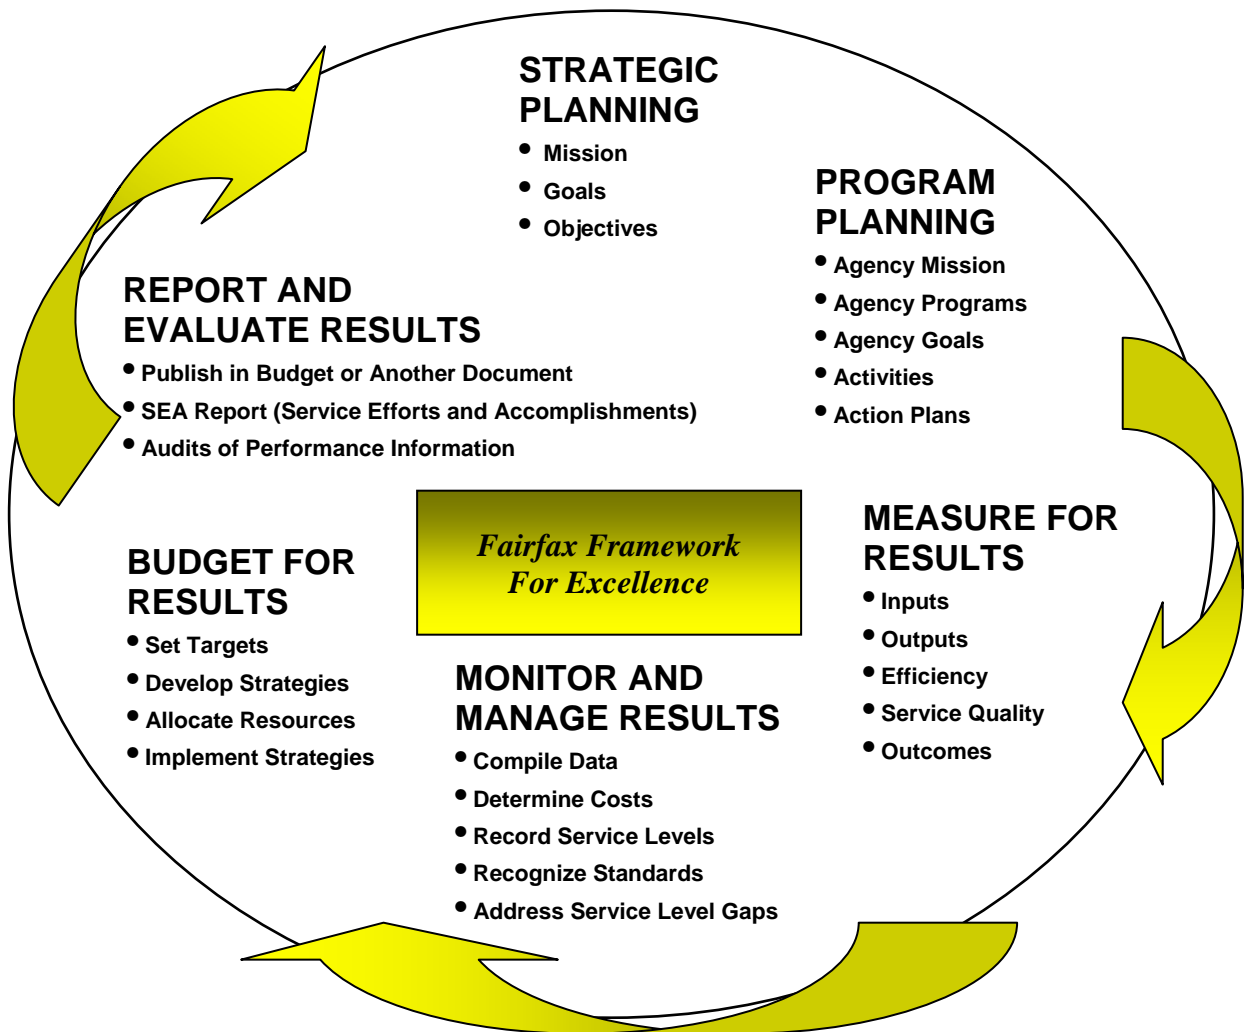 STRATEGIC
PLANNING
• Mission
• Goals
• Objectives
PROGRAM
PLANNING
• Agency Mission
• Agency Programs
• Agency Goals
• Activities
• Action Plans
MEASURE FOR
RESULTS
• Inputs
• Outputs
• Efficiency
• Service Quality
• Outcomes
MONITOR AND
MANAGE RESULTS
• Compile Data
• Determine Costs
• Record Service Levels
• Recognize Standards
• Address Service Level Gaps
BUDGET FOR
RESULTS
• Set Targets
• Develop Strategies
• Allocate Resources
• Implement Strategies
REPORT AND
EVALUATE RESULTS
• Publish in Budget or Another Document
• SEA Report (Service Efforts and Accomplishments)
• Audits of Performance Information
Fairfax Framework
For Excellence